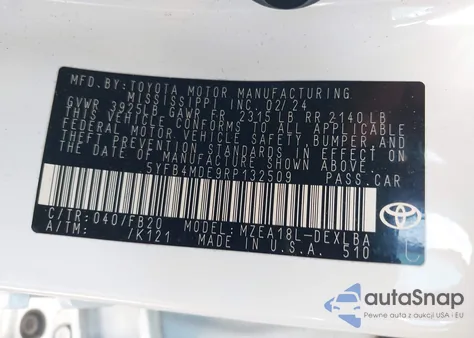 MFD.BY:TOYOTA MOTOR MANUFACTURING
MISSISSIPPI INC. 02/24
GVWR 3925LB GAWR FR 2315 LB RR 2140 LB
THIS VEHICLE CONFORMS TO ALL APPLICABLE
FEDERAL MOTOR VEHICLE SAFETY, BUMPER AND
THEFT PREVENTION STANDARDS IN EFFECT ON
THE DATE OF MANUFACTURE SHOWN ABOVE.
5YFB4MDE9RP132509 PASS.CAR
C/TR:040/FB20 MODEL:MZEA18L-DEXLBA
A/TM: /K121 MADE IN U.S.A. 510
TOYOTA
C
autoSnap
Pewne auta z aukcji USA i EU